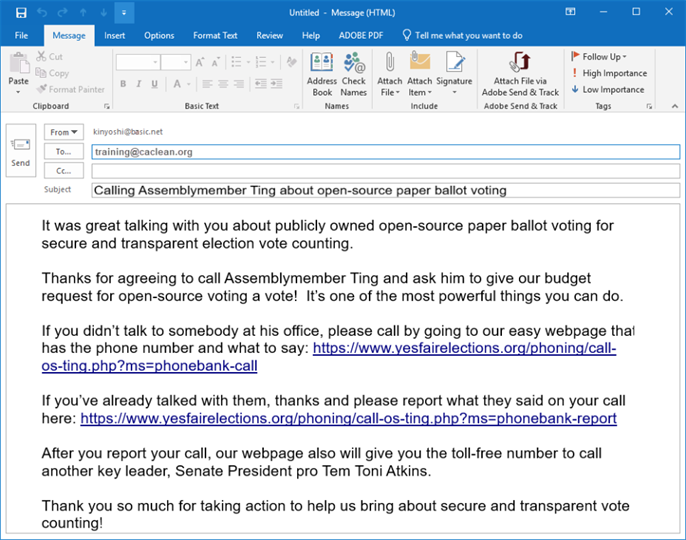 Untitled - Message (HTML)
File Message Insert Options Format Text Review Help ADOBE PDF Tell me what you want to do
Cut
Copy
Format Painter
Paste
Clipboard
B I U A
Basic Text
Address Book
Check Names
Names
Attach File
Attach Item
Signature
Include
Attach File via Adobe Send & Track
Adobe Send & Track
Follow Up
High Importance
Low Importance
Tags
Send
From kinyoshi@basic.net
To... training@caclean.org
Cc...
Subject Calling Assemblymember Ting about open-source paper ballot voting
It was great talking with you about publicly owned open-source paper ballot voting for
secure and transparent election vote counting.
Thanks for agreeing to call Assemblymember Ting and ask him to give our budget
request for open-source voting a vote! It's one of the most powerful things you can do.
If you didn't talk to somebody at his office, please call by going to our easy webpage that
has the phone number and what to say: https://www.yesfairelections.org/phoning/call-
os-ting.php?ms=phonebank-call
If you've already talked with them, thanks and please report what they said on your call
here: https://www.yesfairelections.org/phoning/call-os-ting.php?ms=phonebank-report
After you report your call, our webpage also will give you the toll-free number to call
another key leader, Senate President pro Tem Toni Atkins.
Thank you so much for taking action to help us bring about secure and transparent vote
counting!